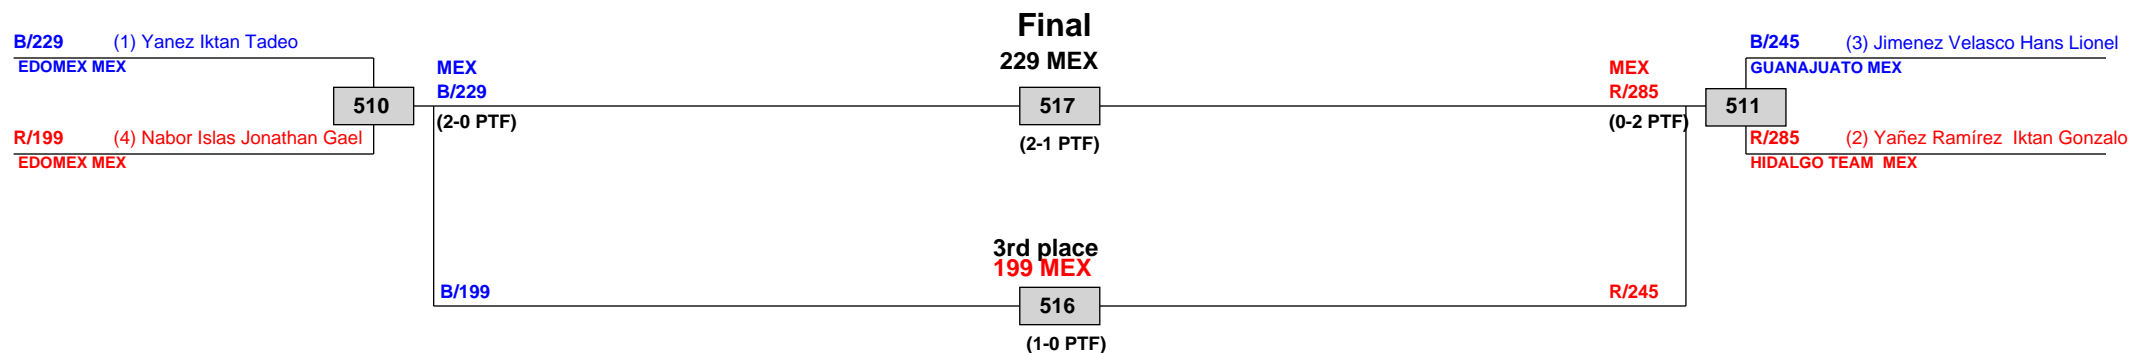 Final
229 MEX
B/229 (1) Yanez Iktan Tadeo
EDOMEX MEX
510
R/199 (4) Nabor Islas Jonathan Gael
EDOMEX MEX
MEX
B/229
(2-0 PTF)
517
(2-1 PTF)
MEX
R/285
(0-2 PTF)
B/245 (3) Jimenez Velasco Hans Lionel
GUANAJUATO MEX
511
R/285 (2) Yañez Ramírez  Iktan Gonzalo
HIDALGO TEAM  MEX
3rd place
199 MEX
B/199
516
R/245
(1-0 PTF)